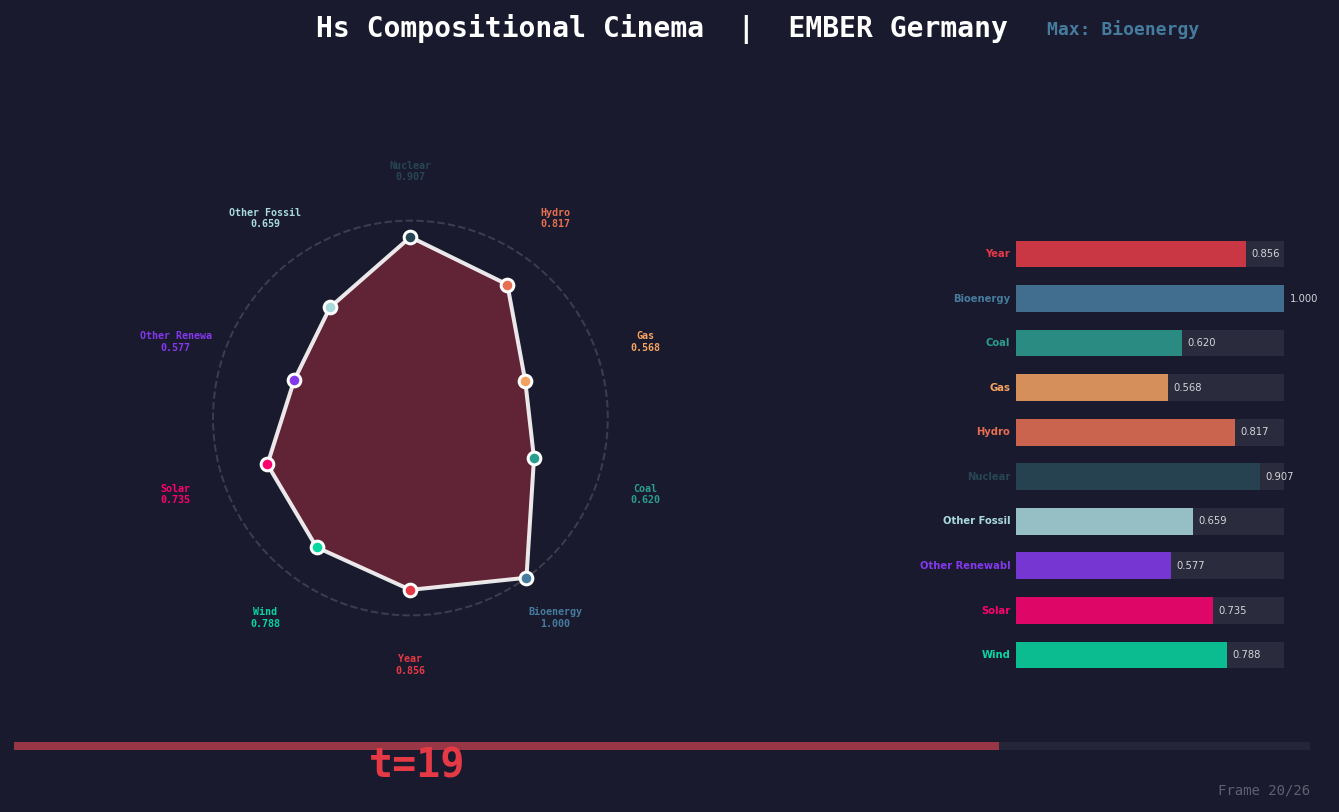 Hs Compositional Cinema | EMBER Germany
Max: Bioenergy
Nuclear
0.907
Other Fossil
0.659
Hydro
0.817
Other Renewa
0.577
Gas
0.568
Solar
0.735
Coal
0.620
Wind
0.788
Bioenergy
1.000
Year
0.856
Year 0.856
Bioenergy 1.000
Coal 0.620
Gas 0.568
Hydro 0.817
Nuclear 0.907
Other Fossil 0.659
Other Renewabl 0.577
Solar 0.735
Wind 0.788
t=19
Frame 20/26